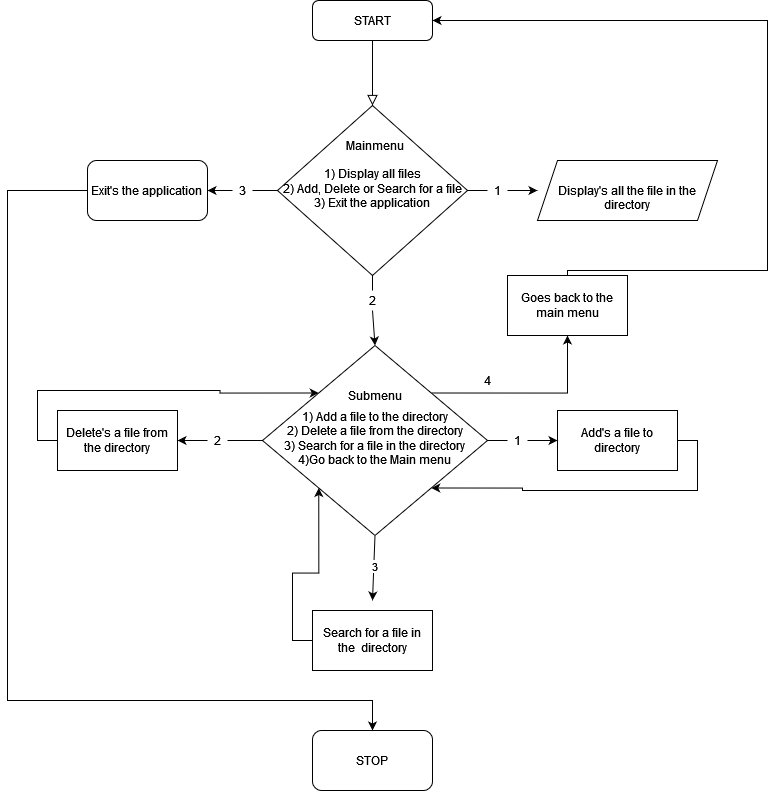 START
Mainmenu
1) Display all files
2) Add, Delete or Search for a file
3) Exit the application
Exit's the application
3
1
Display's all the file in the
directory
2
Goes back to the
main menu
4
Submenu
1) Add a file to the directory
2) Delete a file from the directory
3) Search for a file in the directory
4)Go back to the Main menu
Delete's a file from
the directory
2
1
Add's a file to
directory
3
Search for a file in
the directory
STOP